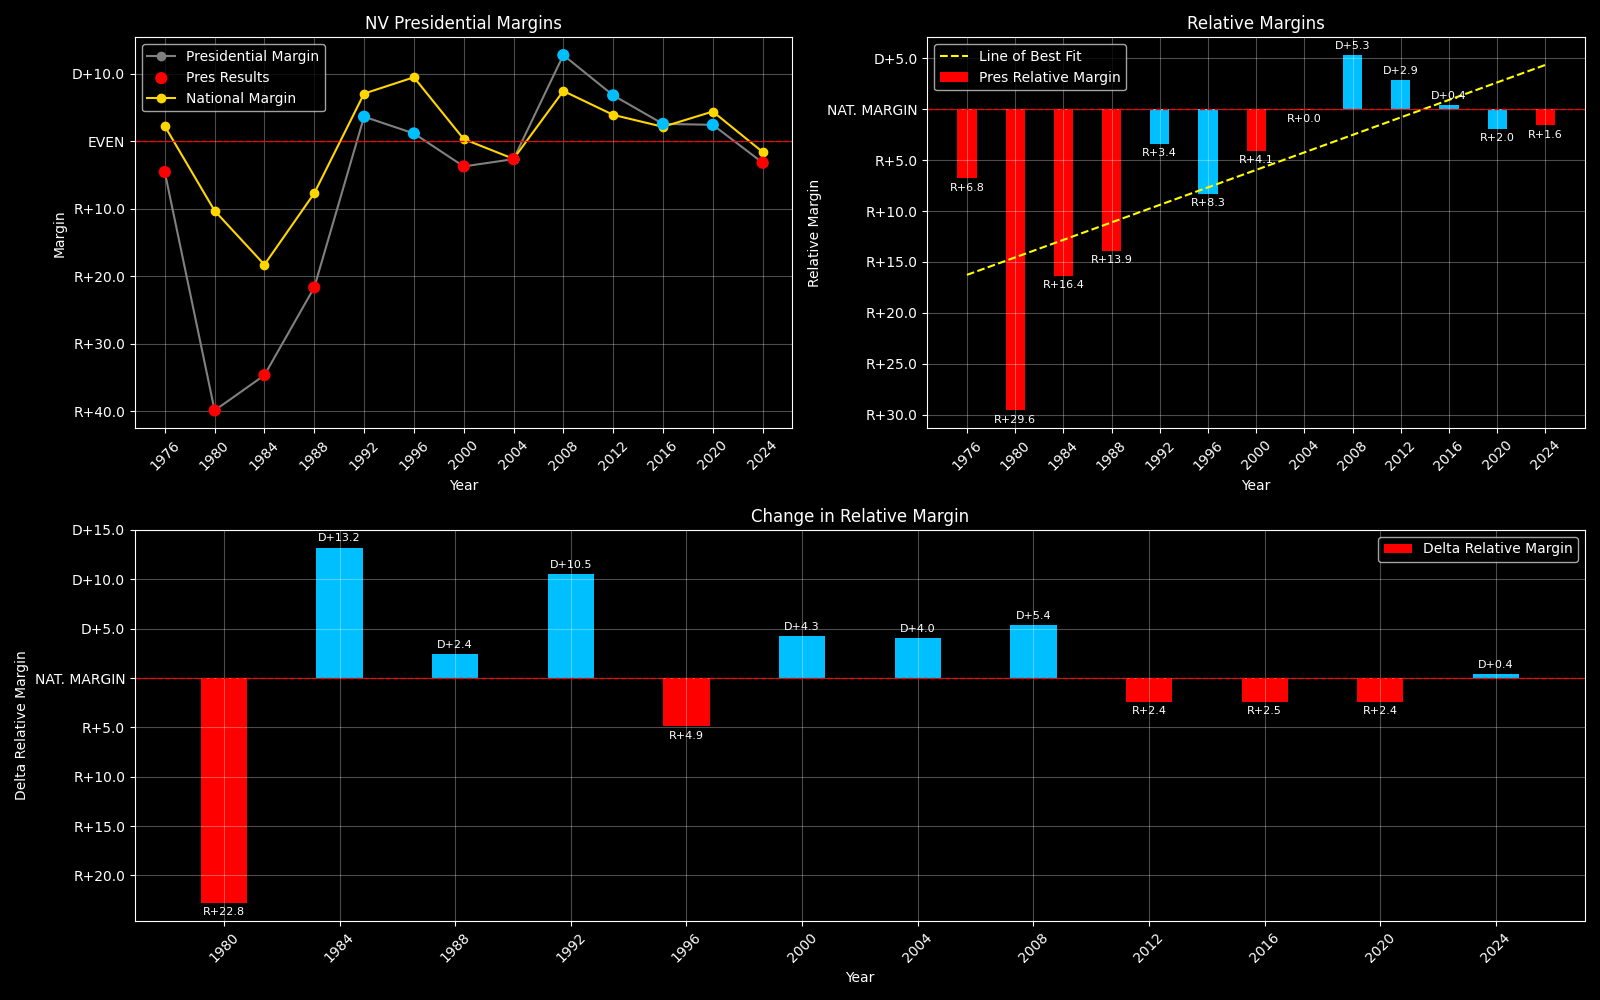 NV Presidential Margins
Presidential Margin
Pres Results
National Margin
D+10.0
EVEN
R+10.0
R+20.0
R+30.0
R+40.0
Margin
1976 1980 1984 1988 1992 1996 2000 2004 2008 2012 2016 2020 2024
Year
Relative Margins
Line of Best Fit
Pres Relative Margin
D+5.0
NAT. MARGIN
R+5.0
R+10.0
R+15.0
R+20.0
R+25.0
R+30.0
Relative Margin
R+6.8
R+29.6
R+16.4
R+13.9
R+3.4
R+8.3
R+4.1
R+0.0
D+5.3
D+2.9
D+0.4
R+2.0
R+1.6
1976 1980 1984 1988 1992 1996 2000 2004 2008 2012 2016 2020 2024
Year
Change in Relative Margin
Delta Relative Margin
D+15.0
D+10.0
D+5.0
NAT. MARGIN
R+5.0
R+10.0
R+15.0
R+20.0
Delta Relative Margin
R+22.8
D+13.2
D+2.4
D+10.5
R+4.9
D+4.3
D+4.0
D+5.4
R+2.4
R+2.5
R+2.4
D+0.4
1980 1984 1988 1992 1996 2000 2004 2008 2012 2016 2020 2024
Year